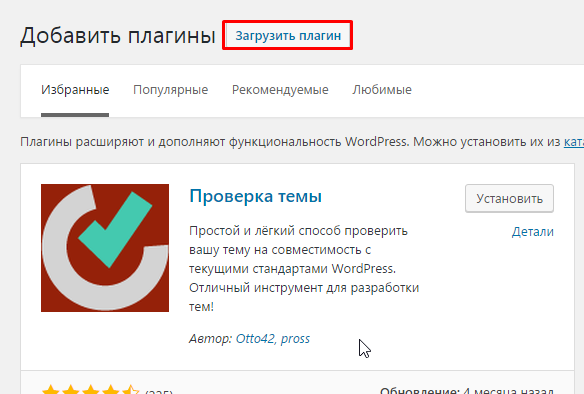 Добавить плагины Загрузить плагин
Избранные Популярные Рекомендуемые Любимые
Плагины расширяют и дополняют функциональность WordPress. Можно установить их из ката
Проверка темы
Установить
Простой и лёгкий способ проверить
Детали
вашу тему на совместимость с
текущими стандартами WordPress.
Отличный инструмент для разработки
тем!
Автор: Otto42, pross
Обновление: 4 месяца назад